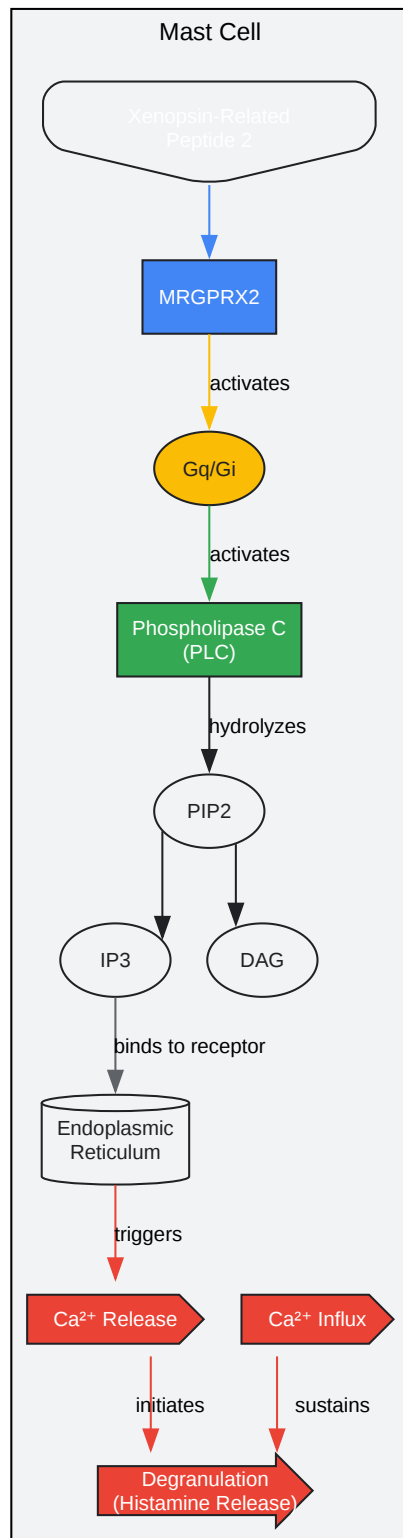 Mast Cell
Xenopsin-Related
Peptide 2
MRGPRX2
activates
Gq/Gi
activates
Phospholipase C
(PLC)
hydrolyzes
PIP2
IP3
DAG
binds to receptor
Endoplasmic
Reticulum
triggers
Ca²⁺ Release
Ca²⁺ Influx
initiates
sustains
Degranulation
(Histamine Release)